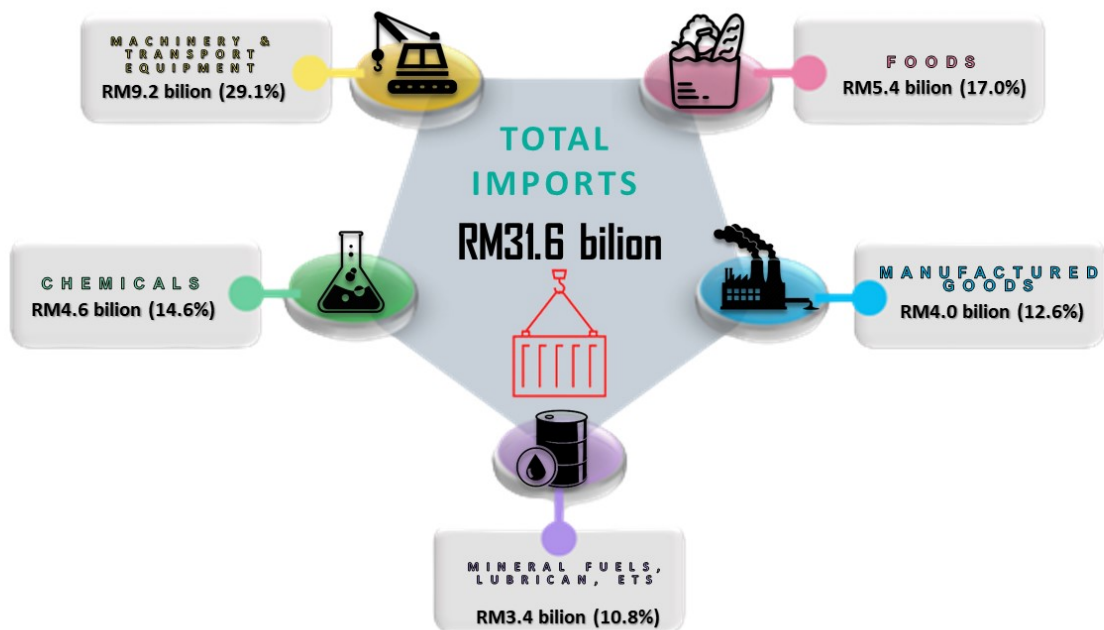 MACHINERY &
TRANSPORT
EQUIPMENT
RM9.2 bilion (29.1%)
FOODS
RM5.4 bilion (17.0%)
TOTAL
IMPORTS
RM31.6 bilion
CHEMICALS
RM4.6 bilion (14.6%)
MANUFACTURED
GOODS
RM4.0 bilion (12.6%)
MINERAL FUELS,
LUBRICAN, ETS
RM3.4 bilion (10.8%)